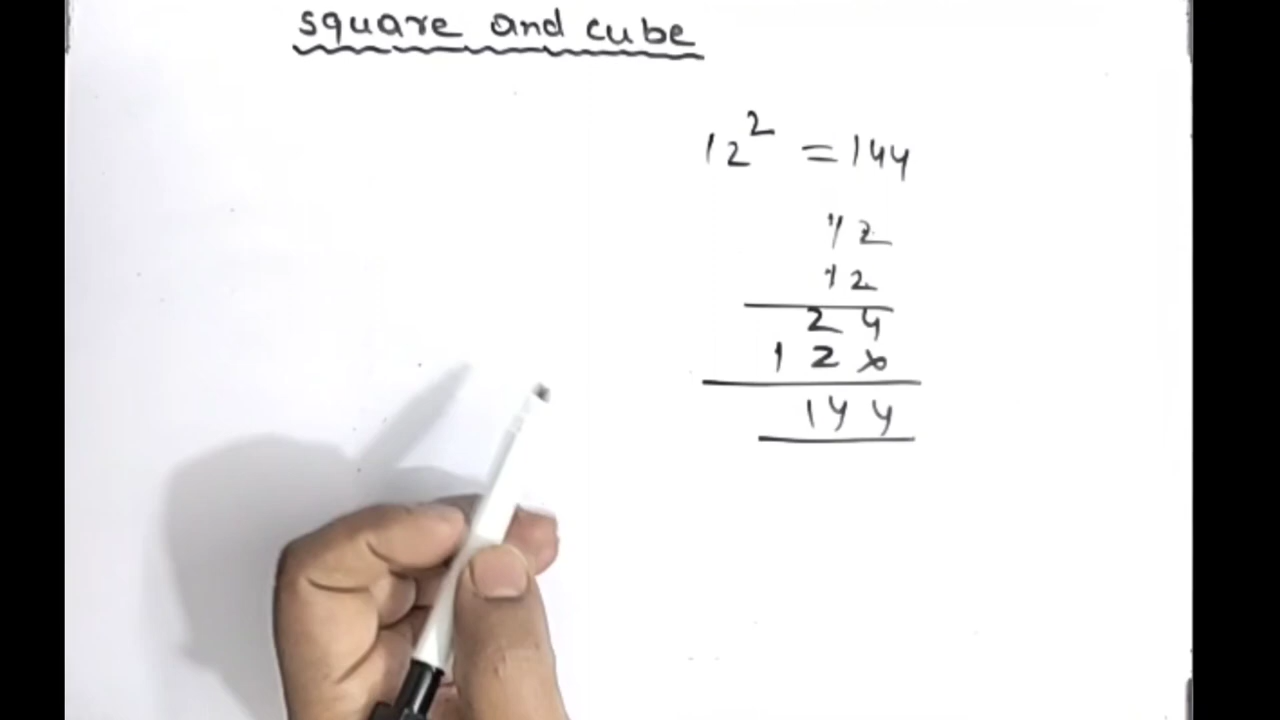 square and cube
12² = 144
12
12
24
12x
144